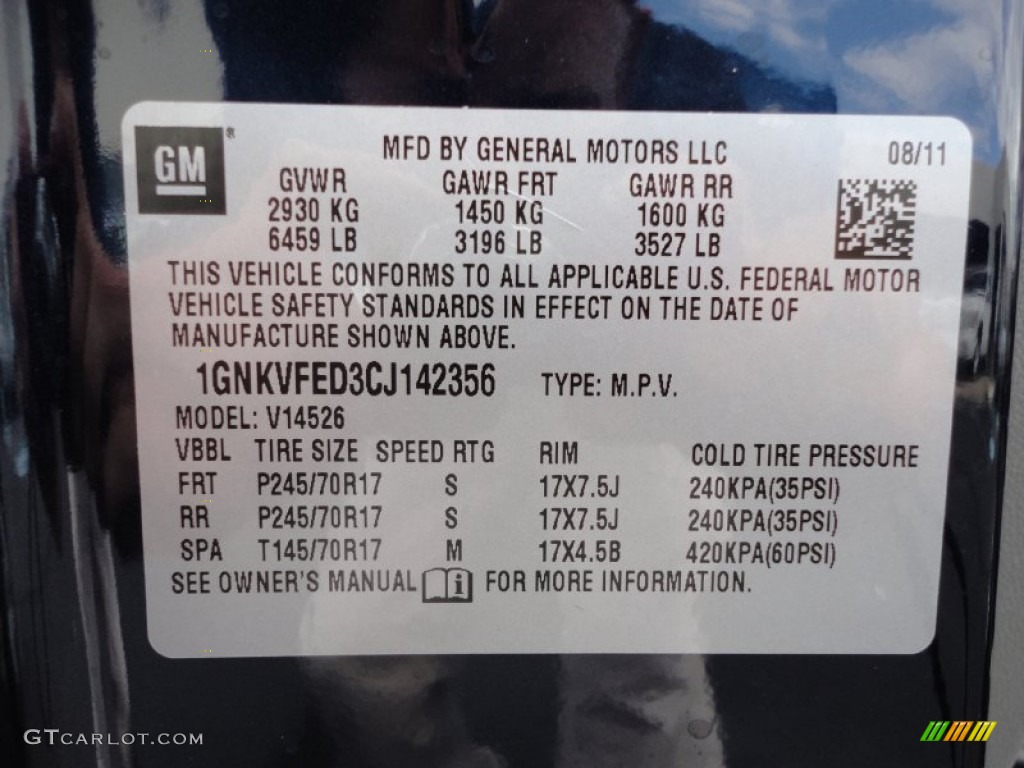 GM®
MFD BY GENERAL MOTORS LLC 08/11
GVWR GAWR FRT GAWR RR
2930 KG 1450 KG 1600 KG
6459 LB 3196 LB 3527 LB
THIS VEHICLE CONFORMS TO ALL APPLICABLE U.S. FEDERAL MOTOR
VEHICLE SAFETY STANDARDS IN EFFECT ON THE DATE OF
MANUFACTURE SHOWN ABOVE.
1GNKVFED3CJ142356 TYPE: M.P.V.
MODEL: V14526
VBBL TIRE SIZE SPEED RTG RIM COLD TIRE PRESSURE
FRT P245/70R17 S 17X7.5J 240KPA(35PSI)
RR P245/70R17 S 17X7.5J 240KPA(35PSI)
SPA T145/70R17 M 17X4.5B 420KPA(60PSI)
SEE OWNER'S MANUAL i FOR MORE INFORMATION.
GTCARLOT.COM